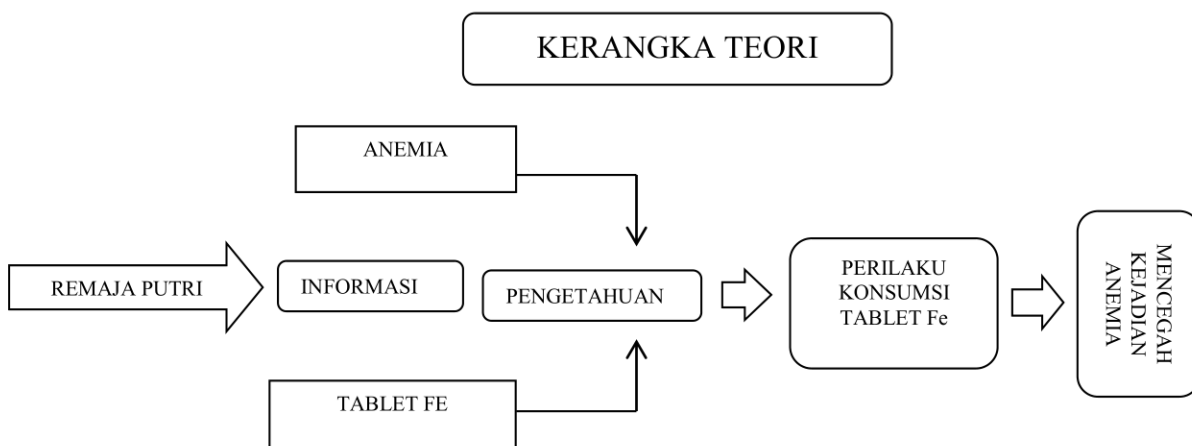 KERANGKA TEORI
ANEMIA
REMAJA PUTRI
INFORMASI
PENGETAHUAN
PERILAKU
KONSUMSI
TABLET Fe
MENCEGAH
KEJADIAN
ANEMIA
TABLET FE